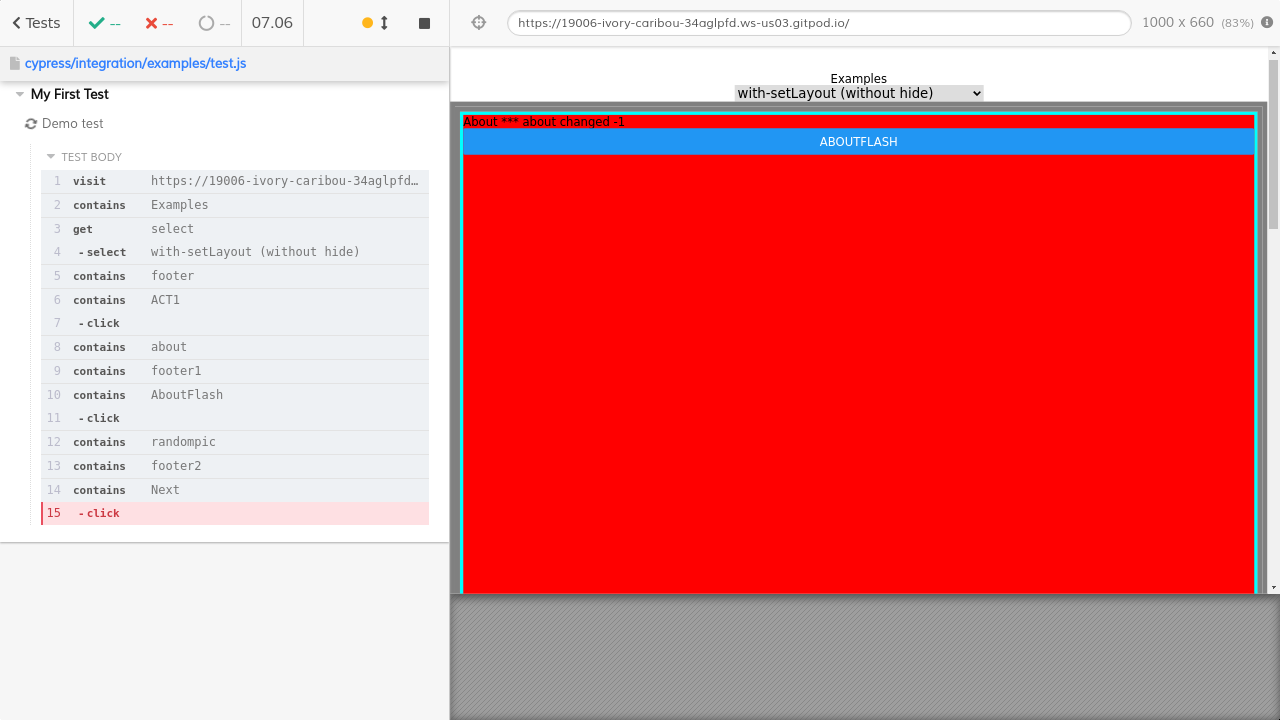 Tests
--
--
--
07.06
https://19006-ivory-caribou-34aglpfd.ws-us03.gitpod.io/
1000 x 660 (83%)
cypress/integration/examples/test.js
My First Test
Demo test
TEST BODY
1 visit https://19006-ivory-caribou-34aglpfd…
2 contains Examples
3 get select
4 - select with-setLayout (without hide)
5 contains footer
6 contains ACT1
7 - click
8 contains about
9 contains footer1
10 contains AboutFlash
11 - click
12 contains randompic
13 contains footer2
14 contains Next
15 - click
Examples
with-setLayout (without hide)
About *** about changed -1
ABOUTFLASH